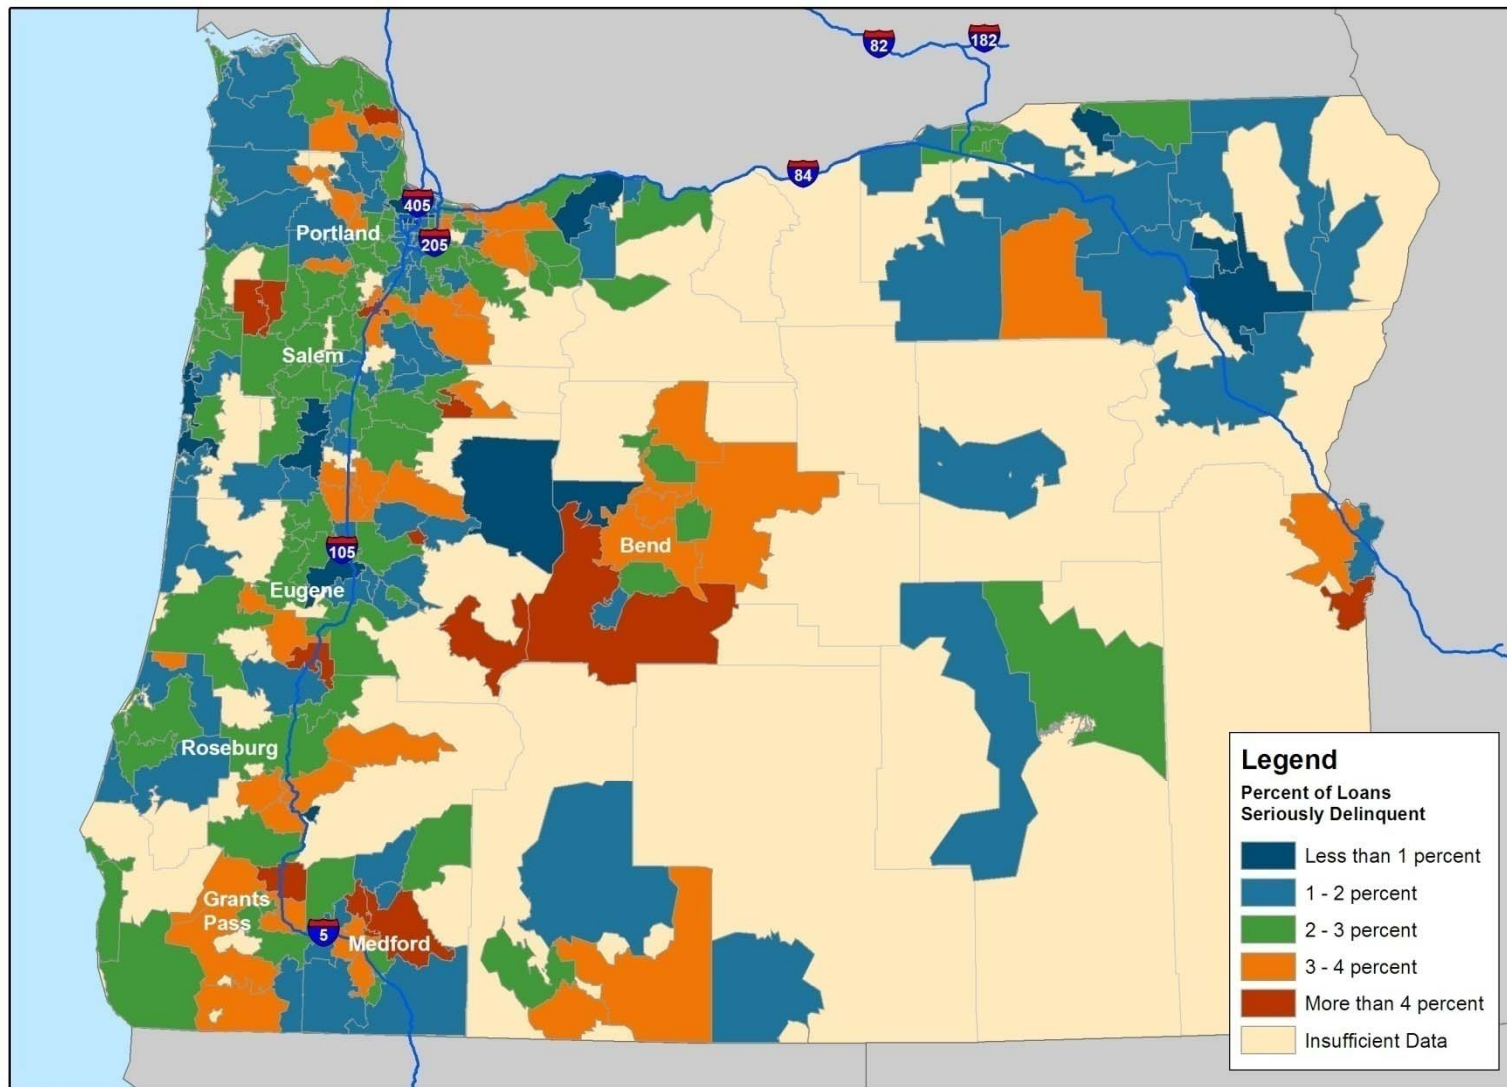 82
182
84
405
Portland
205
Salem
Bend
105
Eugene
Roseburg
Grants
Pass
5
Medford
Legend
Percent of Loans
Seriously Delinquent
Less than 1 percent
1 - 2 percent
2 - 3 percent
3 - 4 percent
More than 4 percent
Insufficient Data